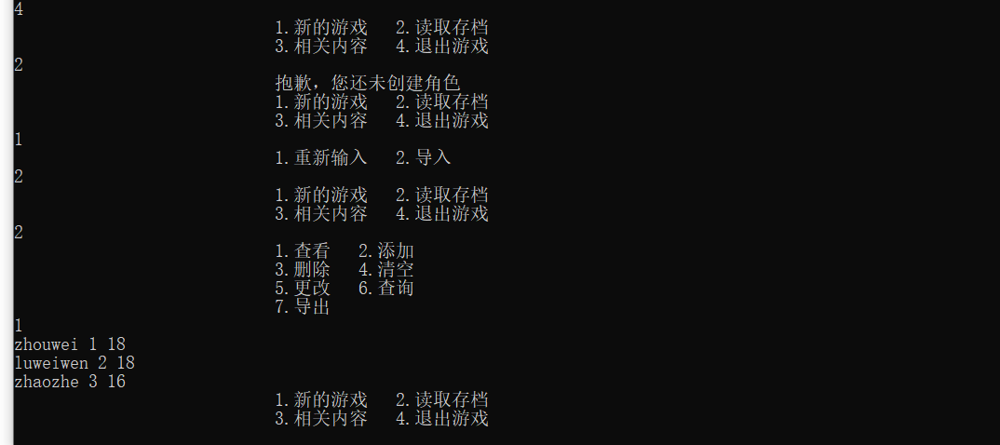 4
1.新的游戏 2.读取存档
3.相关内容 4.退出游戏
2
抱歉，您还未创建角色
1.新的游戏 2.读取存档
3.相关内容 4.退出游戏
1
1.重新输入 2.导入
2
1.新的游戏 2.读取存档
3.相关内容 4.退出游戏
2
1.查看 2.添加
3.删除 4.清空
5.更改 6.查询
7.导出
1
zhouwei 1 18
luweiwen 2 18
zhaozhe 3 16
1.新的游戏 2.读取存档
3.相关内容 4.退出游戏